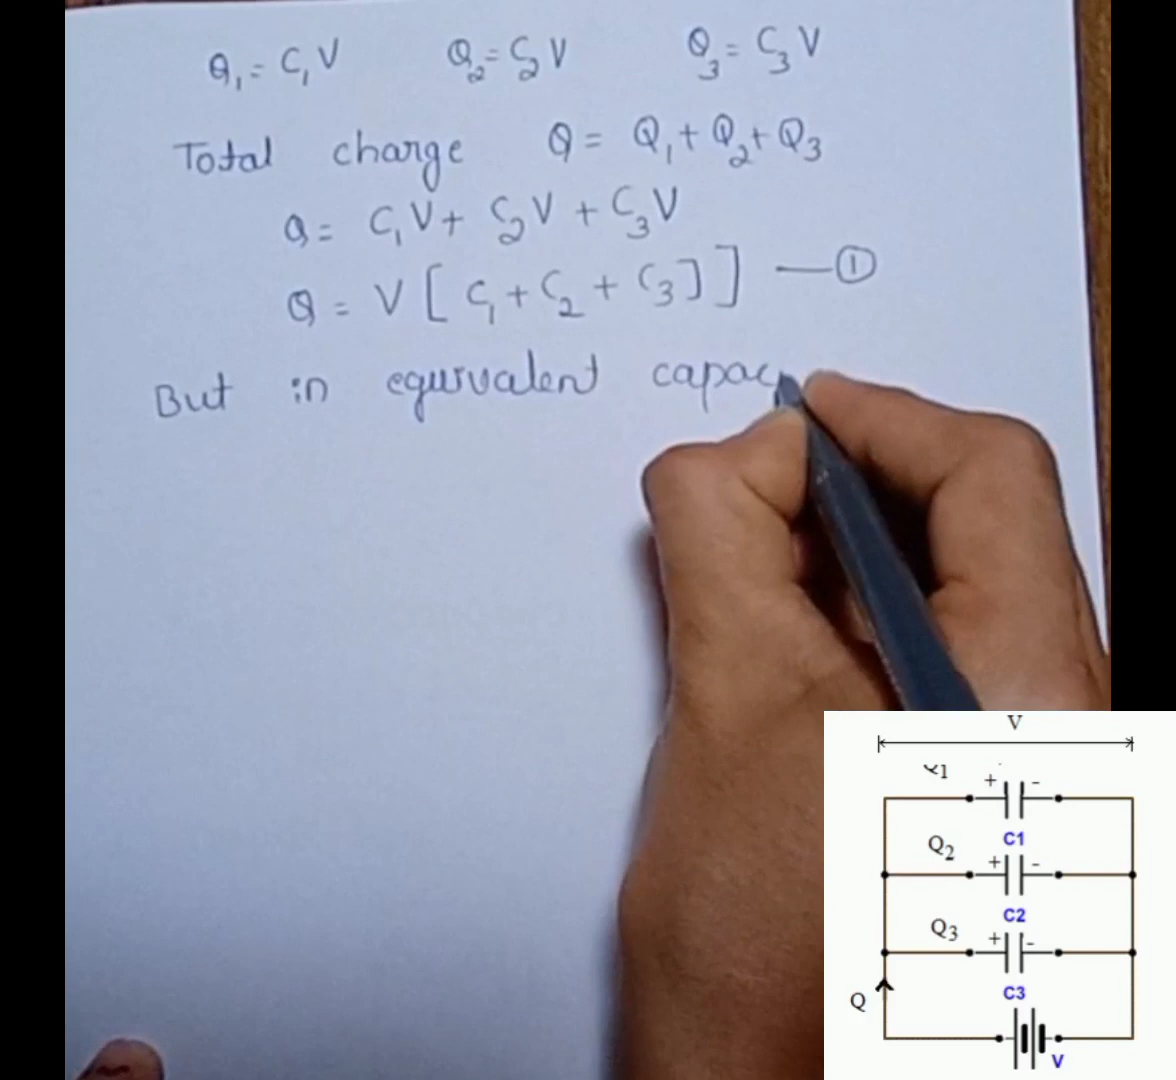 Q₁ = C₁V Q₂ = C₂V Q₃ = C₃V
Total charge Q = Q₁ + Q₂ + Q₃
Q = C₁V + C₂V + C₃V
Q = V [ C₁ + C₂ + C₃ ] ] — ①
But in equivalent capac
V
+ -
C1
Q₂ + -
C2
Q₃ + -
C3
Q
V